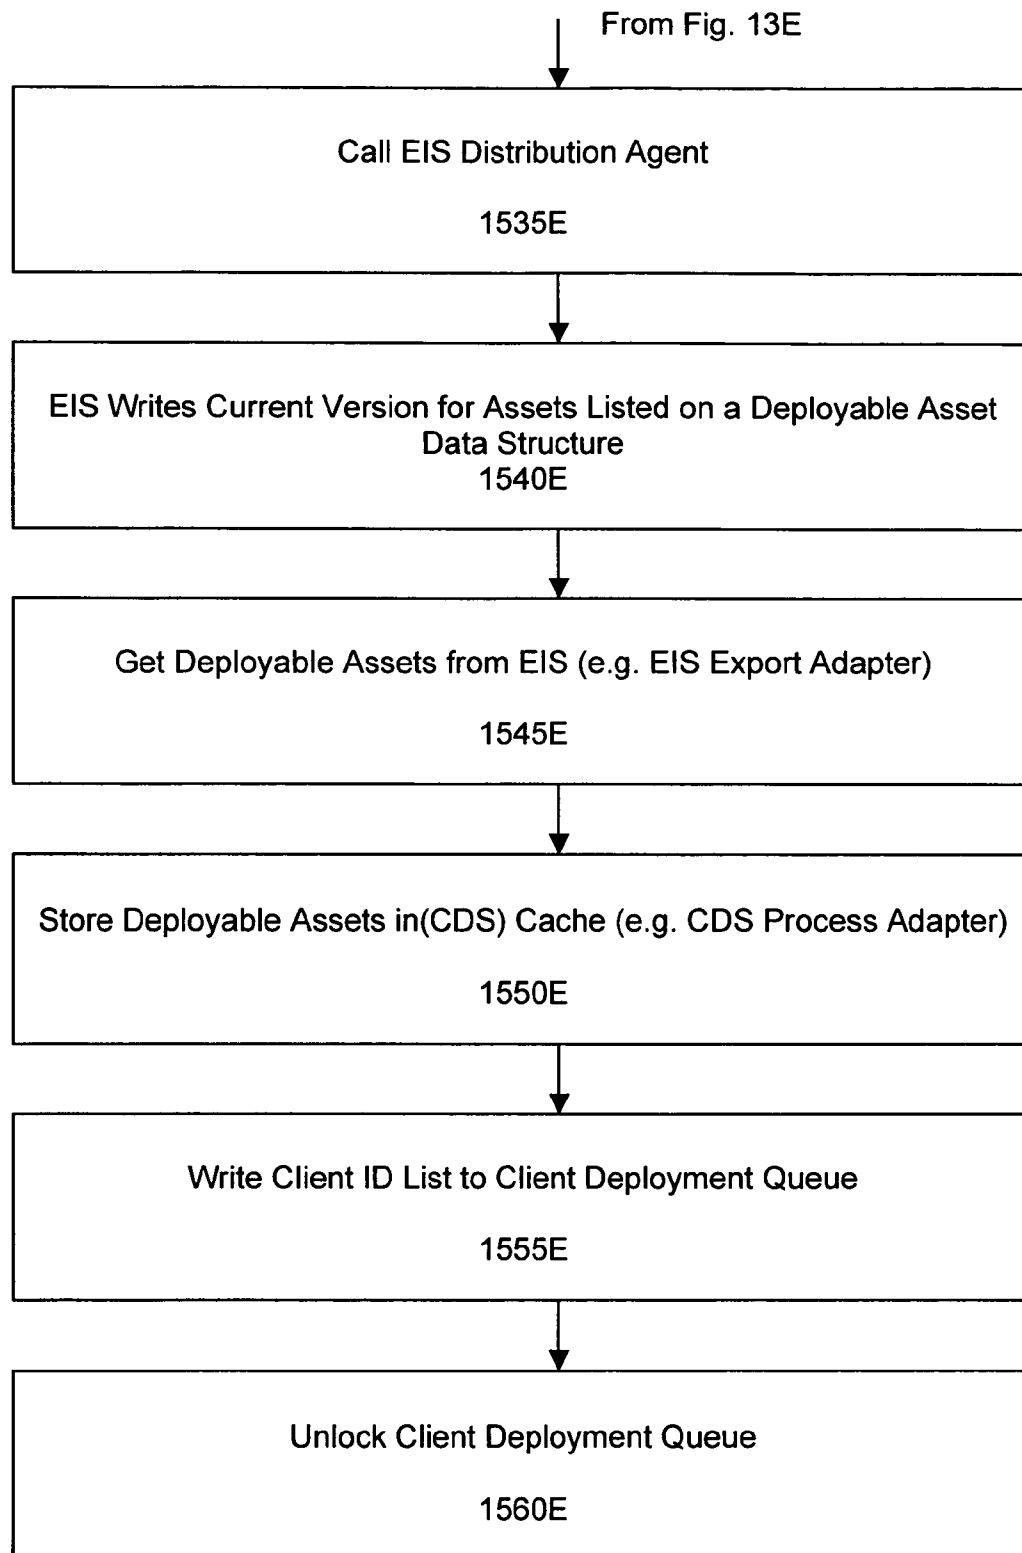 From Fig. 13E
Call EIS Distribution Agent
1535E
EIS Writes Current Version for Assets Listed on a Deployable Asset
Data Structure
1540E
Get Deployable Assets from EIS (e.g. EIS Export Adapter)
1545E
Store Deployable Assets in(CDS) Cache (e.g. CDS Process Adapter)
1550E
Write Client ID List to Client Deployment Queue
1555E
Unlock Client Deployment Queue
1560E